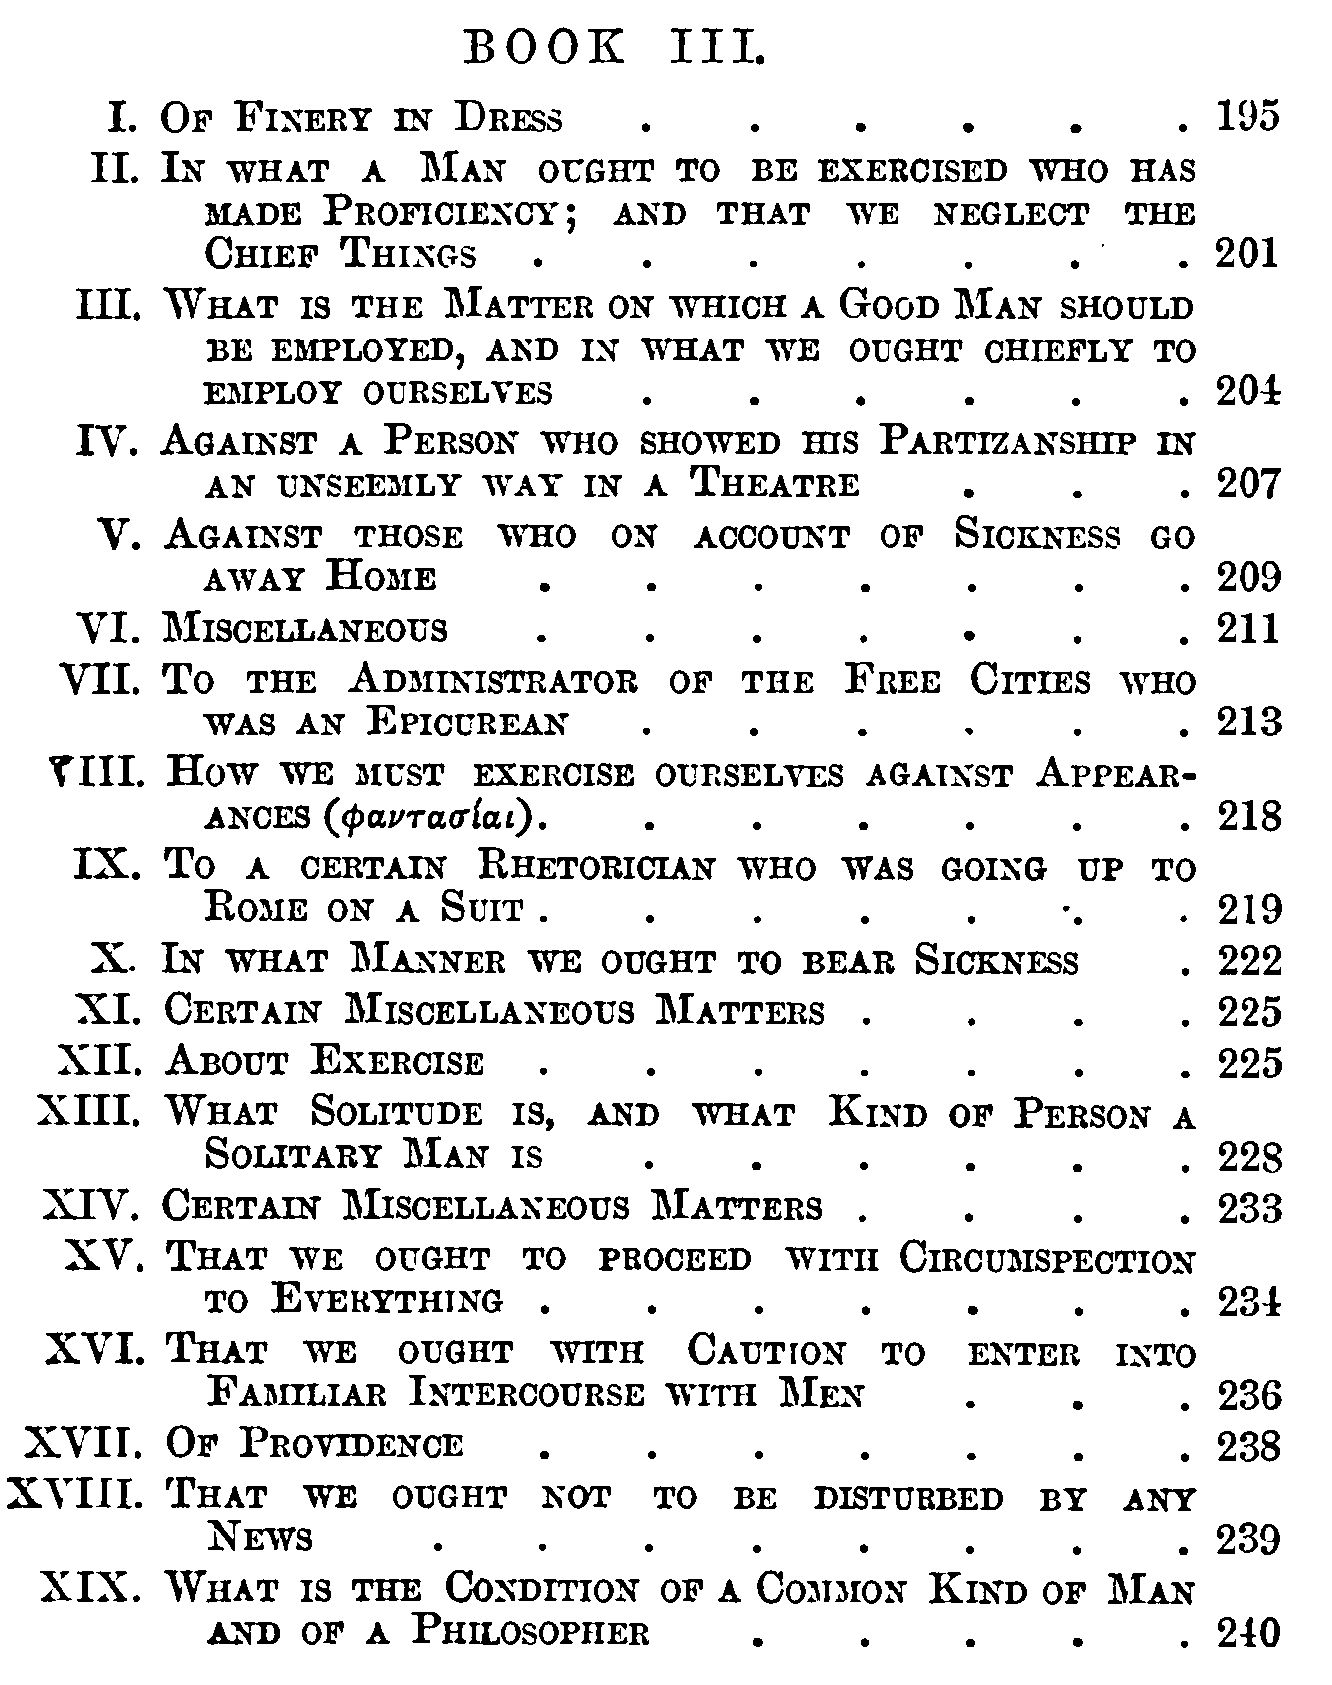 BOOK III.
I. Of Finery in Dress . . . . . . 195
II. In what a Man ought to be exercised who has
made Proficiency; and that we neglect the
Chief Things . . . . . . . 201
III. What is the Matter on which a Good Man should
be employed, and in what we ought chiefly to
employ ourselves . . . . . . 204
IV. Against a Person who showed his Partizanship in
an unseemly way in a Theatre . . . 207
V. Against those who on account of Sickness go
away Home . . . . . . . 209
VI. Miscellaneous . . . . . . . 211
VII. To the Administrator of the Free Cities who
was an Epicurean . . . . . . 213
VIII. How we must exercise ourselves against Appear-
ances (φαντασίαι). . . . . . . 218
IX. To a certain Rhetorician who was going up to
Rome on a Suit . . . . . . . 219
X. In what Manner we ought to bear Sickness . 222
XI. Certain Miscellaneous Matters . . . . 225
XII. About Exercise . . . . . . . 225
XIII. What Solitude is, and what Kind of Person a
Solitary Man is . . . . . . 228
XIV. Certain Miscellaneous Matters . . . . 233
XV. That we ought to proceed with Circumspection
to Everything . . . . . . . 234
XVI. That we ought with Caution to enter into
Familiar Intercourse with Men . . . 236
XVII. Of Providence . . . . . . . 238
XVIII. That we ought not to be disturbed by any
News . . . . . . . . 239
XIX. What is the Condition of a Common Kind of Man
and of a Philosopher . . . . . 240